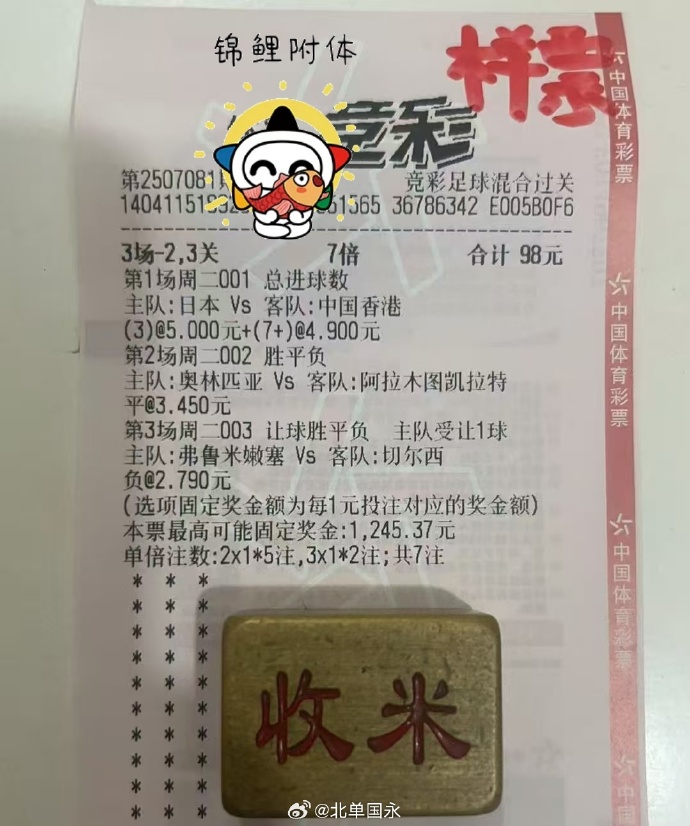 锦鲤附体
样票
竞彩
第2507081
竞彩足球混合过关
36786342 E005B0F6
3场-2,3关 7倍 合计 98元
第1场周二001 总进球数
主队:日本 Vs 客队:中国香港
(3)@5.000元+(7+)@4.900元
第2场周二002 胜平负
主队:奥林匹亚 Vs 客队:阿拉木图凯拉特
平@3.450元
第3场周二003 让球胜平负 主队受让1球
主队:弗鲁米嫩塞 Vs 客队:切尔西
负@2.790元
(选项固定奖金额为每1元投注对应的奖金额)
本票最高可能固定奖金:1,245.37元
单倍注数:2x1*5注,3x1*2注;共7注
* * *
* * *
* * *
* * *
* * *
* * *
* * *
* * *
* * *
* * *
收米
中国体育彩票
中国体育彩票
中国体育彩票
中国体育
@北单国永